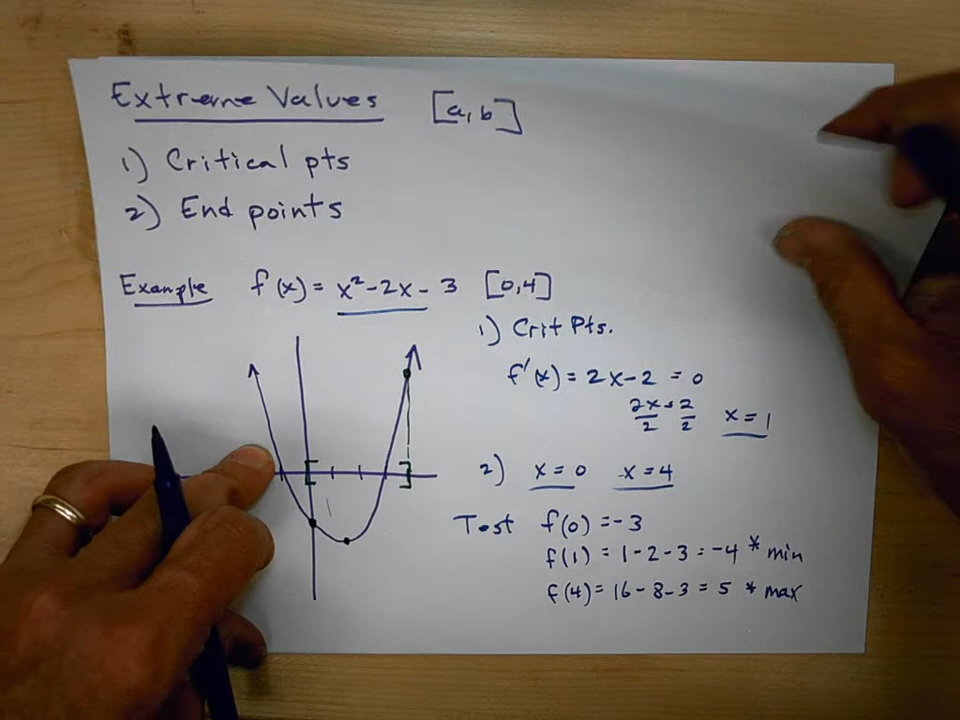 Extreme Values [a,b]
1) Critical pts
2) End points
Example f(x) = x²-2x-3 [0,4]
1) Crit Pts.
f'(x) = 2x-2 = 0
2x/2 = 2/2 x=1
2) x=0 x=4
Test f(0) = -3
f(1) = 1-2-3 = -4 * min
f(4) = 16-8-3 = 5 * max